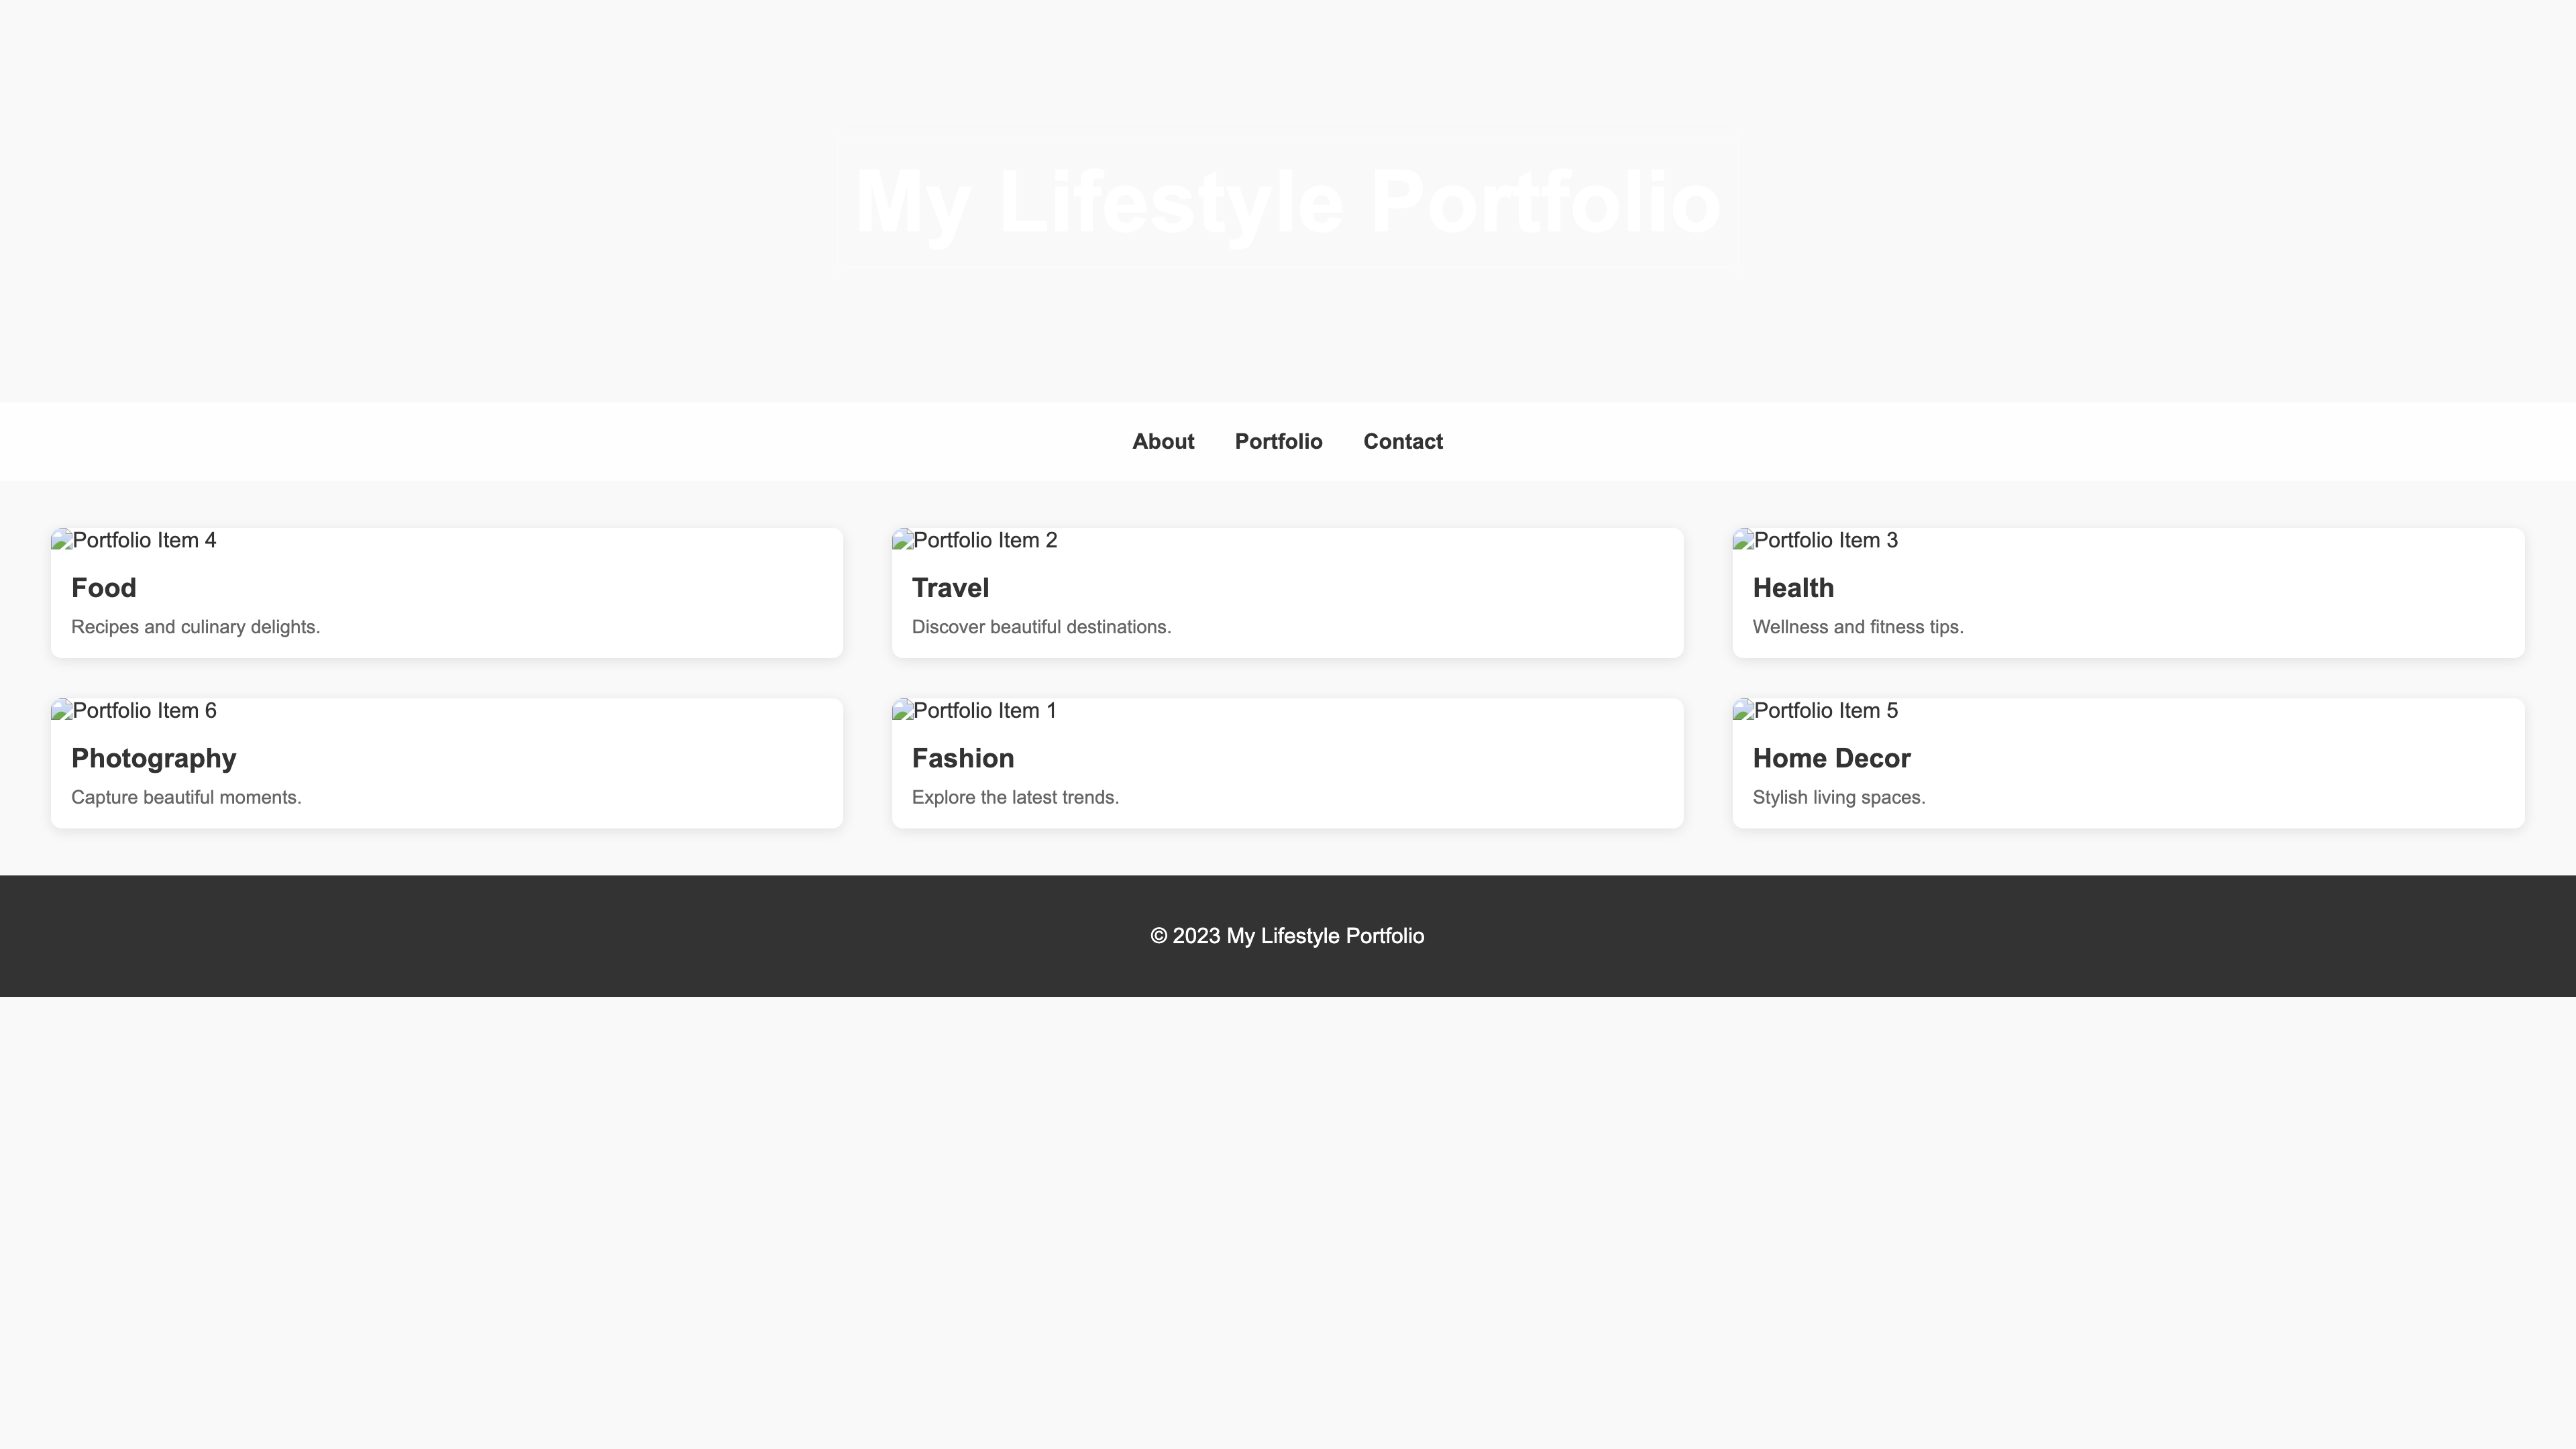 My Lifestyle Portfolio
About Portfolio Contact
Portfolio Item 4
Food
Recipes and culinary delights.
Portfolio Item 2
Travel
Discover beautiful destinations.
Portfolio Item 3
Health
Wellness and fitness tips.
Portfolio Item 6
Photography
Capture beautiful moments.
Portfolio Item 1
Fashion
Explore the latest trends.
Portfolio Item 5
Home Decor
Stylish living spaces.
© 2023 My Lifestyle Portfolio